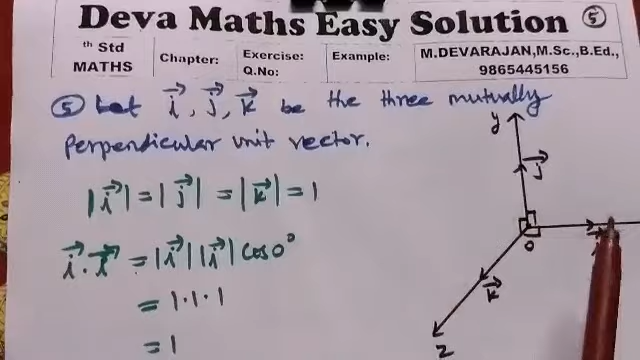 Deva Maths Easy Solution ⑤
th Std
MATHS
Chapter:
Exercise:
Q.No:
Example:
M.DEVARAJAN,M.Sc.,B.Ed.,
9865445156
⑤ Let i⃗, j⃗, k⃗ be the three mutually
perpendicular unit vector.
|i⃗| = |j⃗| = |k⃗| = 1
i⃗. i⃗ = |i⃗| |i⃗| cos 0°
= 1.1.1
= 1
y
j⃗
O
k⃗
Z